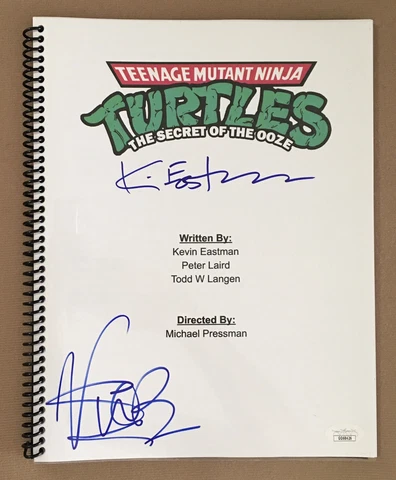 TEENAGE MUTANT NINJA
TURTLES
THE SECRET OF THE OOZE
Written By:
Kevin Eastman
Peter Laird
Todd W Langen
Directed By:
Michael Pressman